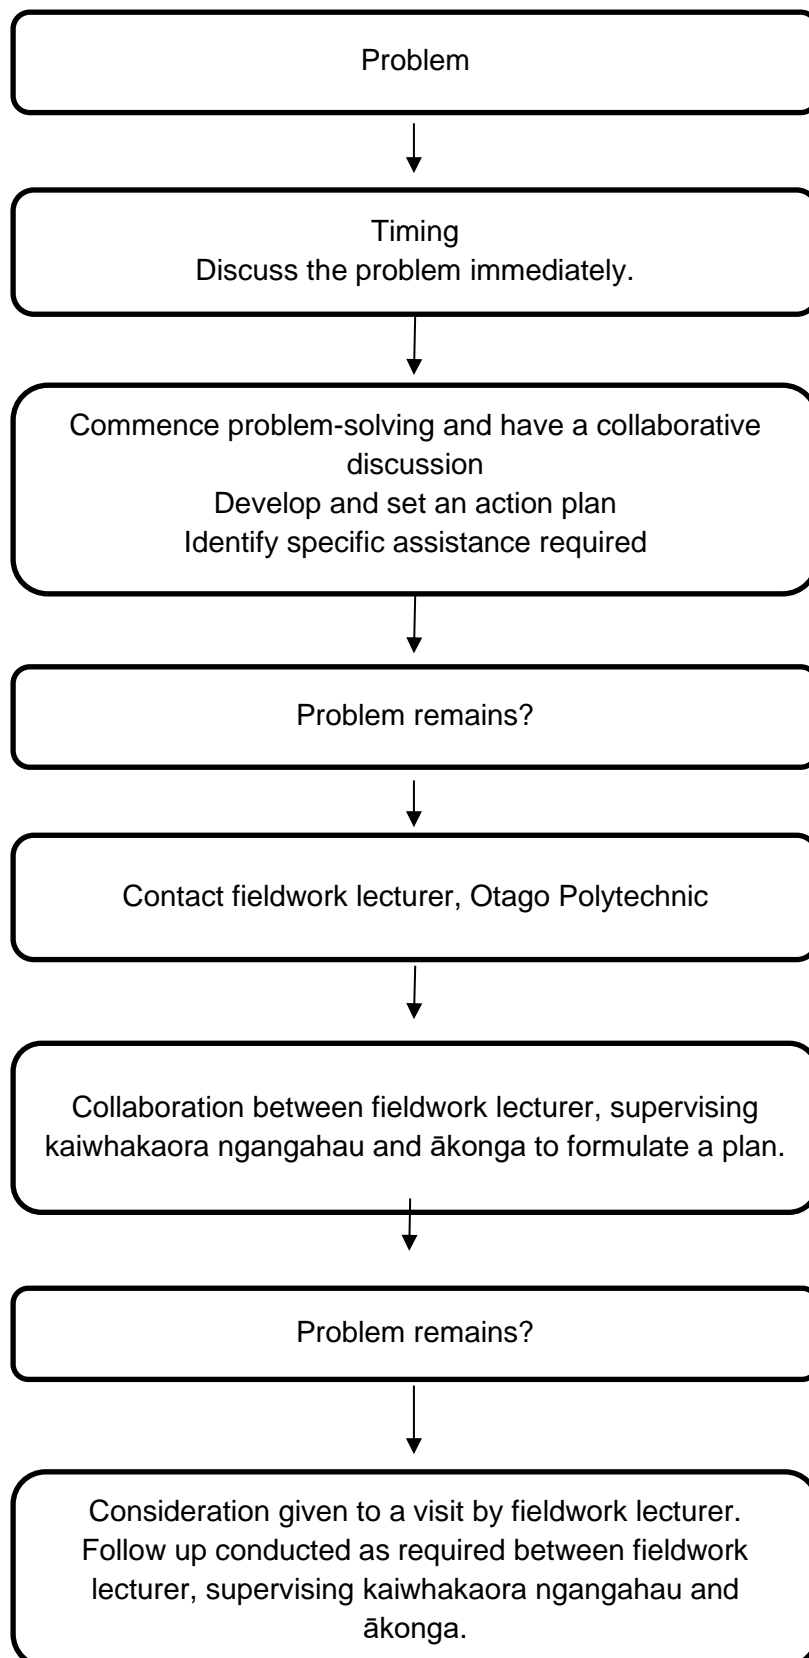 Problem
Timing
Discuss the problem immediately.
Commence problem-solving and have a collaborative
discussion
Develop and set an action plan
Identify specific assistance required
Problem remains?
Contact fieldwork lecturer, Otago Polytechnic
Collaboration between fieldwork lecturer, supervising
kaiwhakaora ngangahau and ākonga to formulate a plan.
Problem remains?
Consideration given to a visit by fieldwork lecturer.
Follow up conducted as required between fieldwork
lecturer, supervising kaiwhakaora ngangahau and
ākonga.